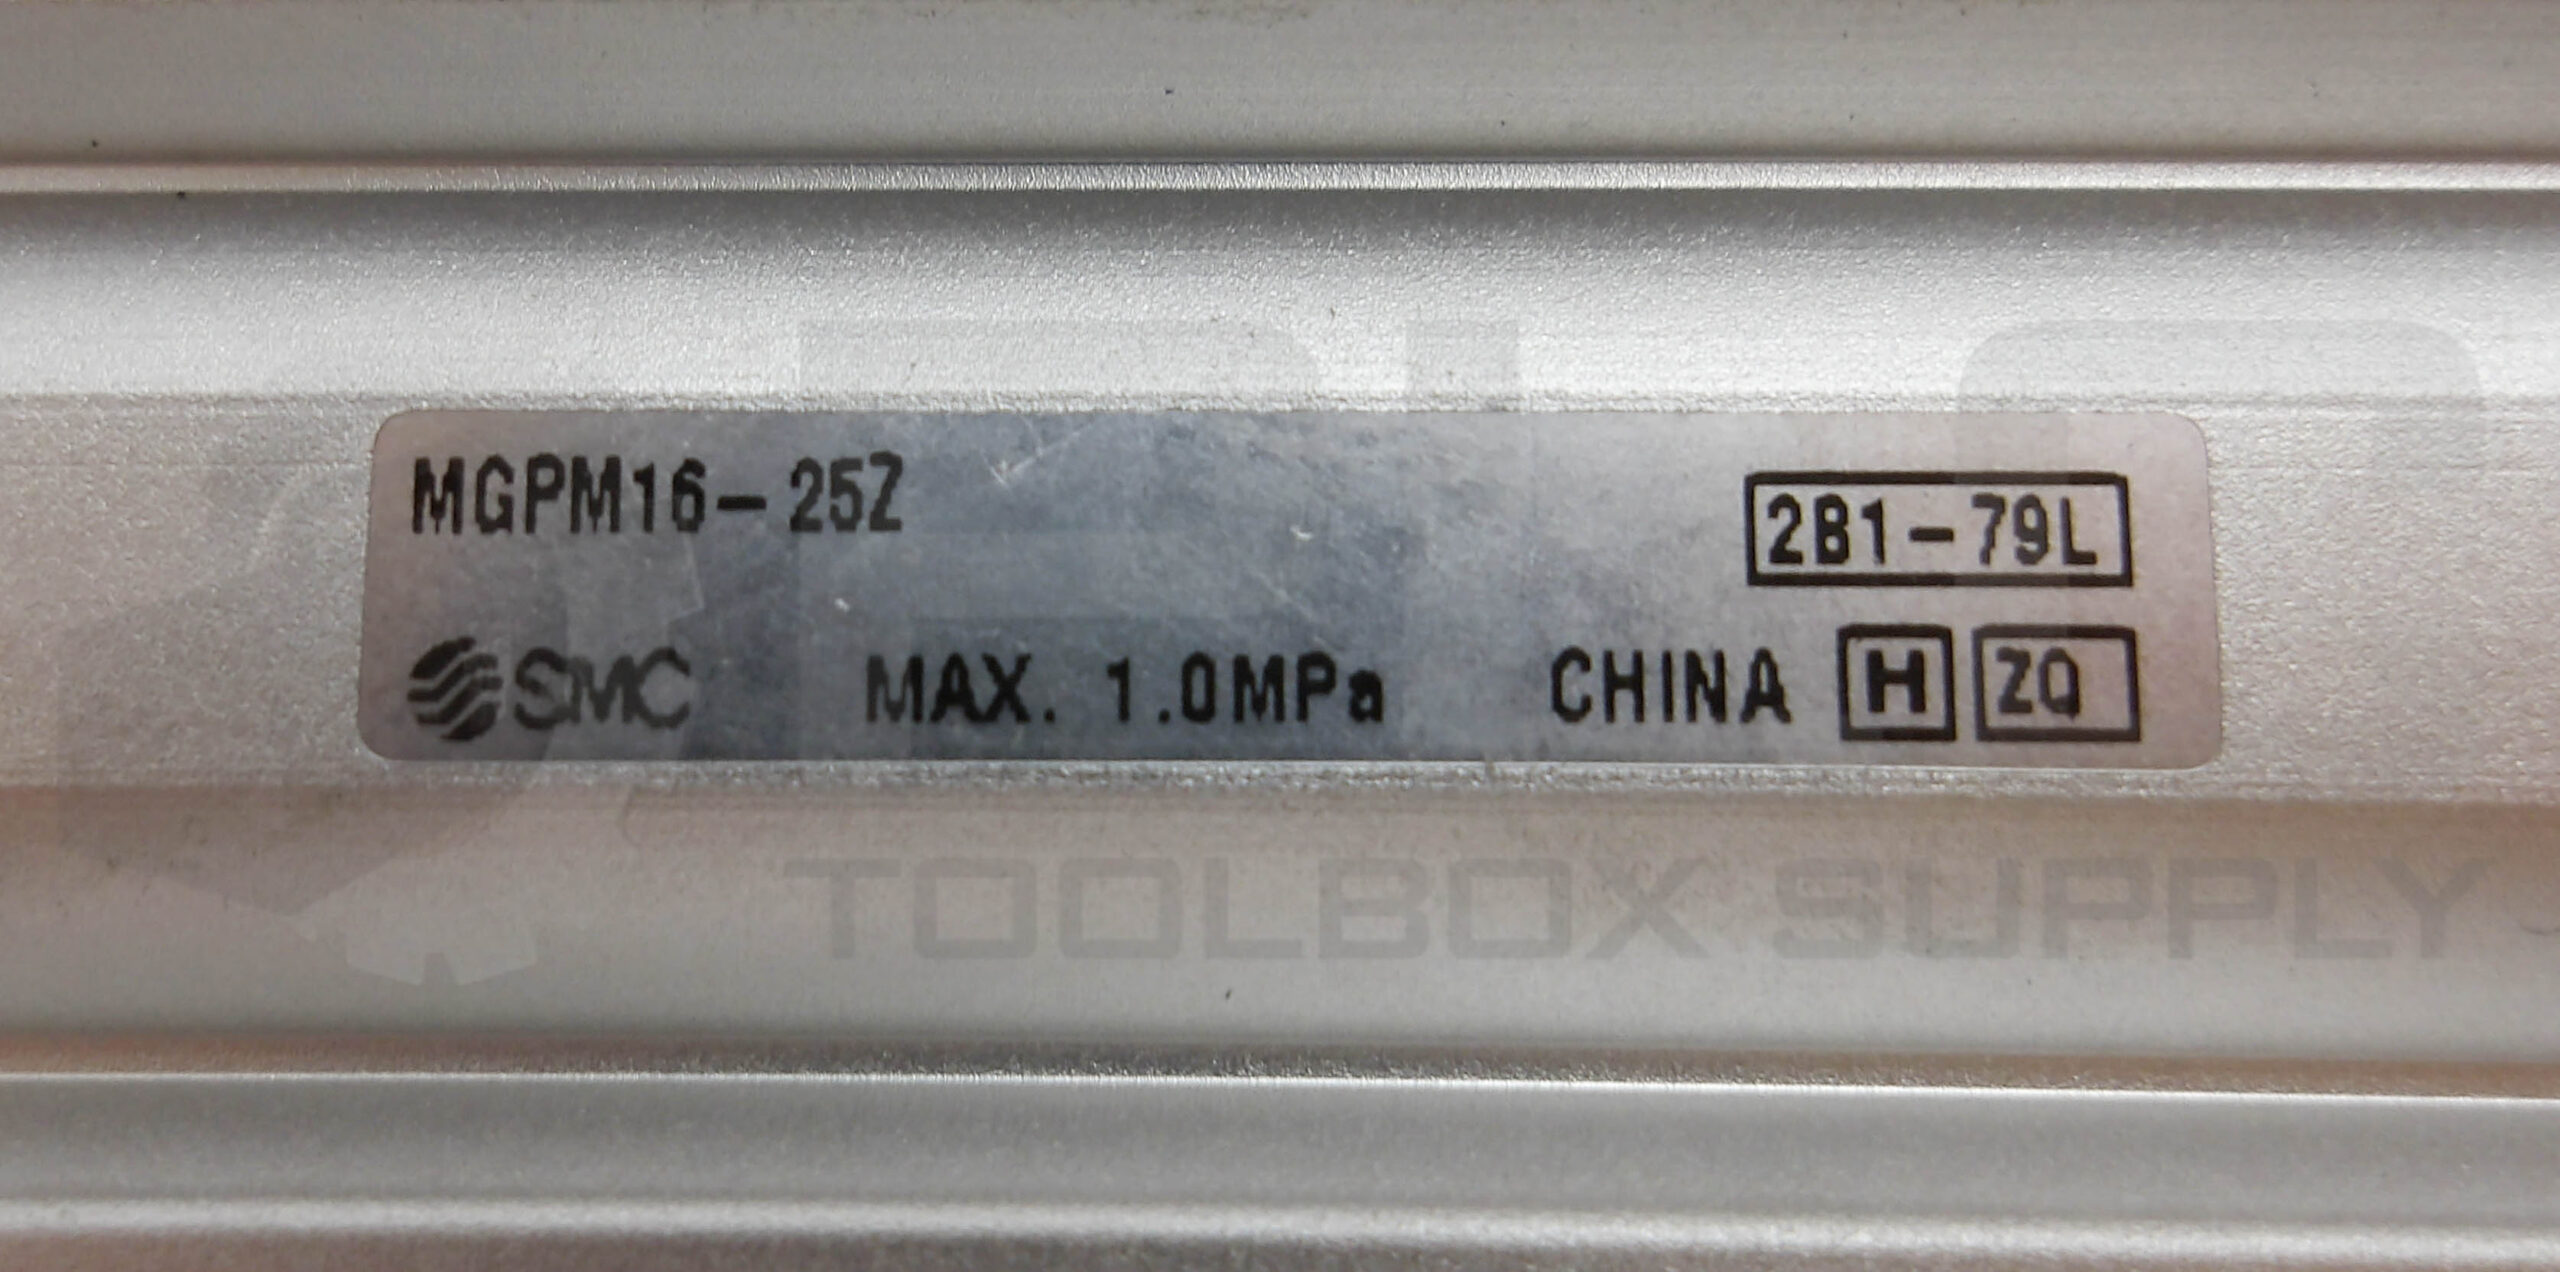 MGPM16-25Z
2B1-79L
SMC MAX. 1.0MPa CHINA H ZQ
TOOLBOX SUPPLY